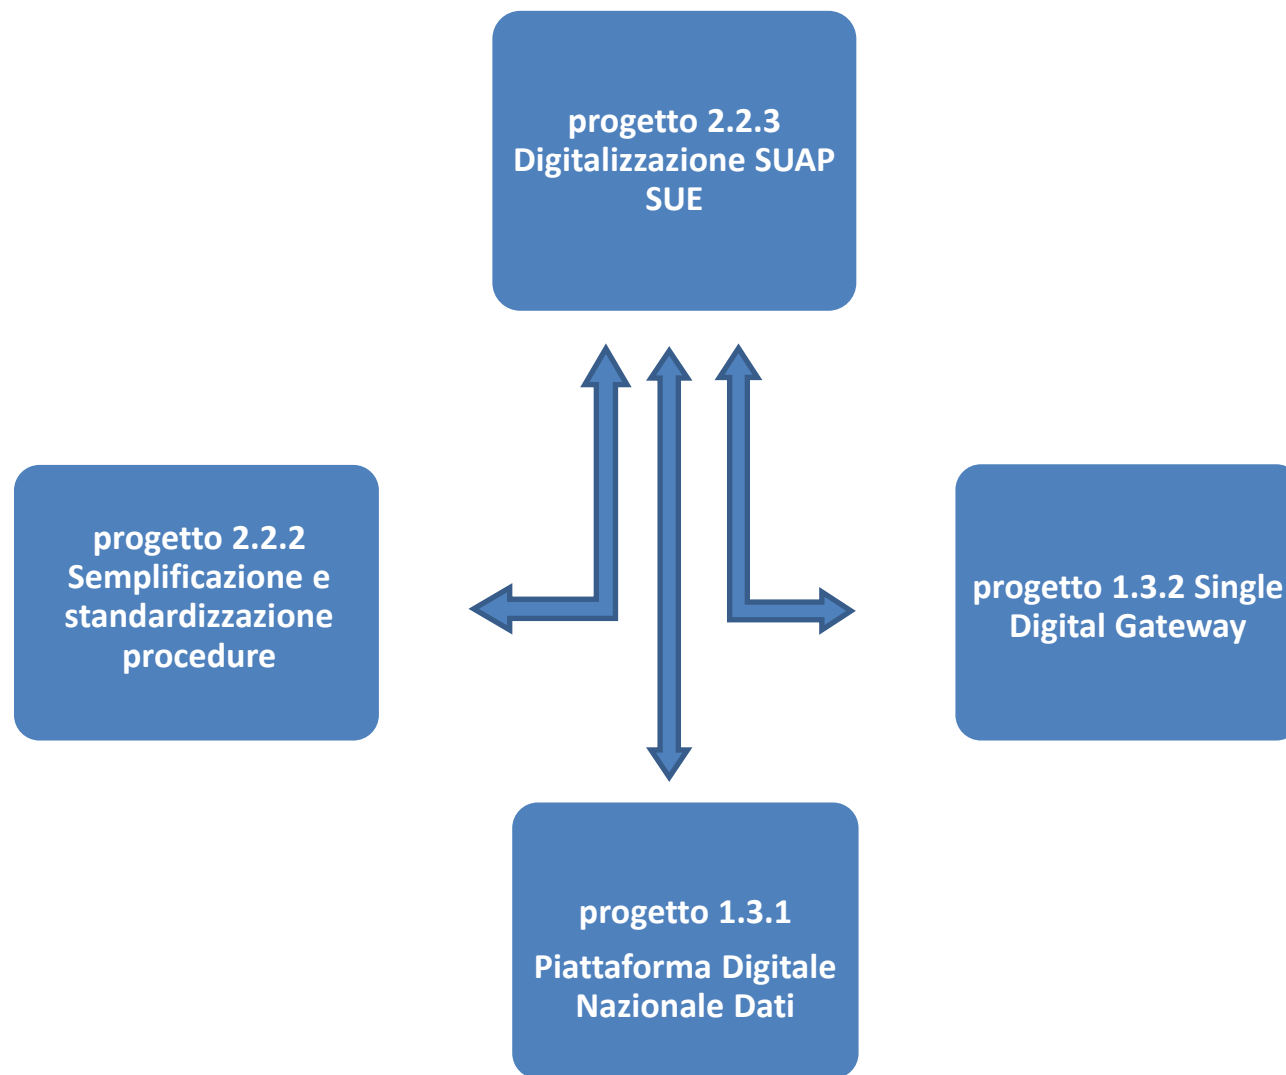 progetto 2.2.3
Digitalizzazione SUAP
SUE
progetto 2.2.2
Semplificazione e
standardizzazione
procedure
progetto 1.3.2 Single
Digital Gateway
progetto 1.3.1
Piattaforma Digitale
Nazionale Dati